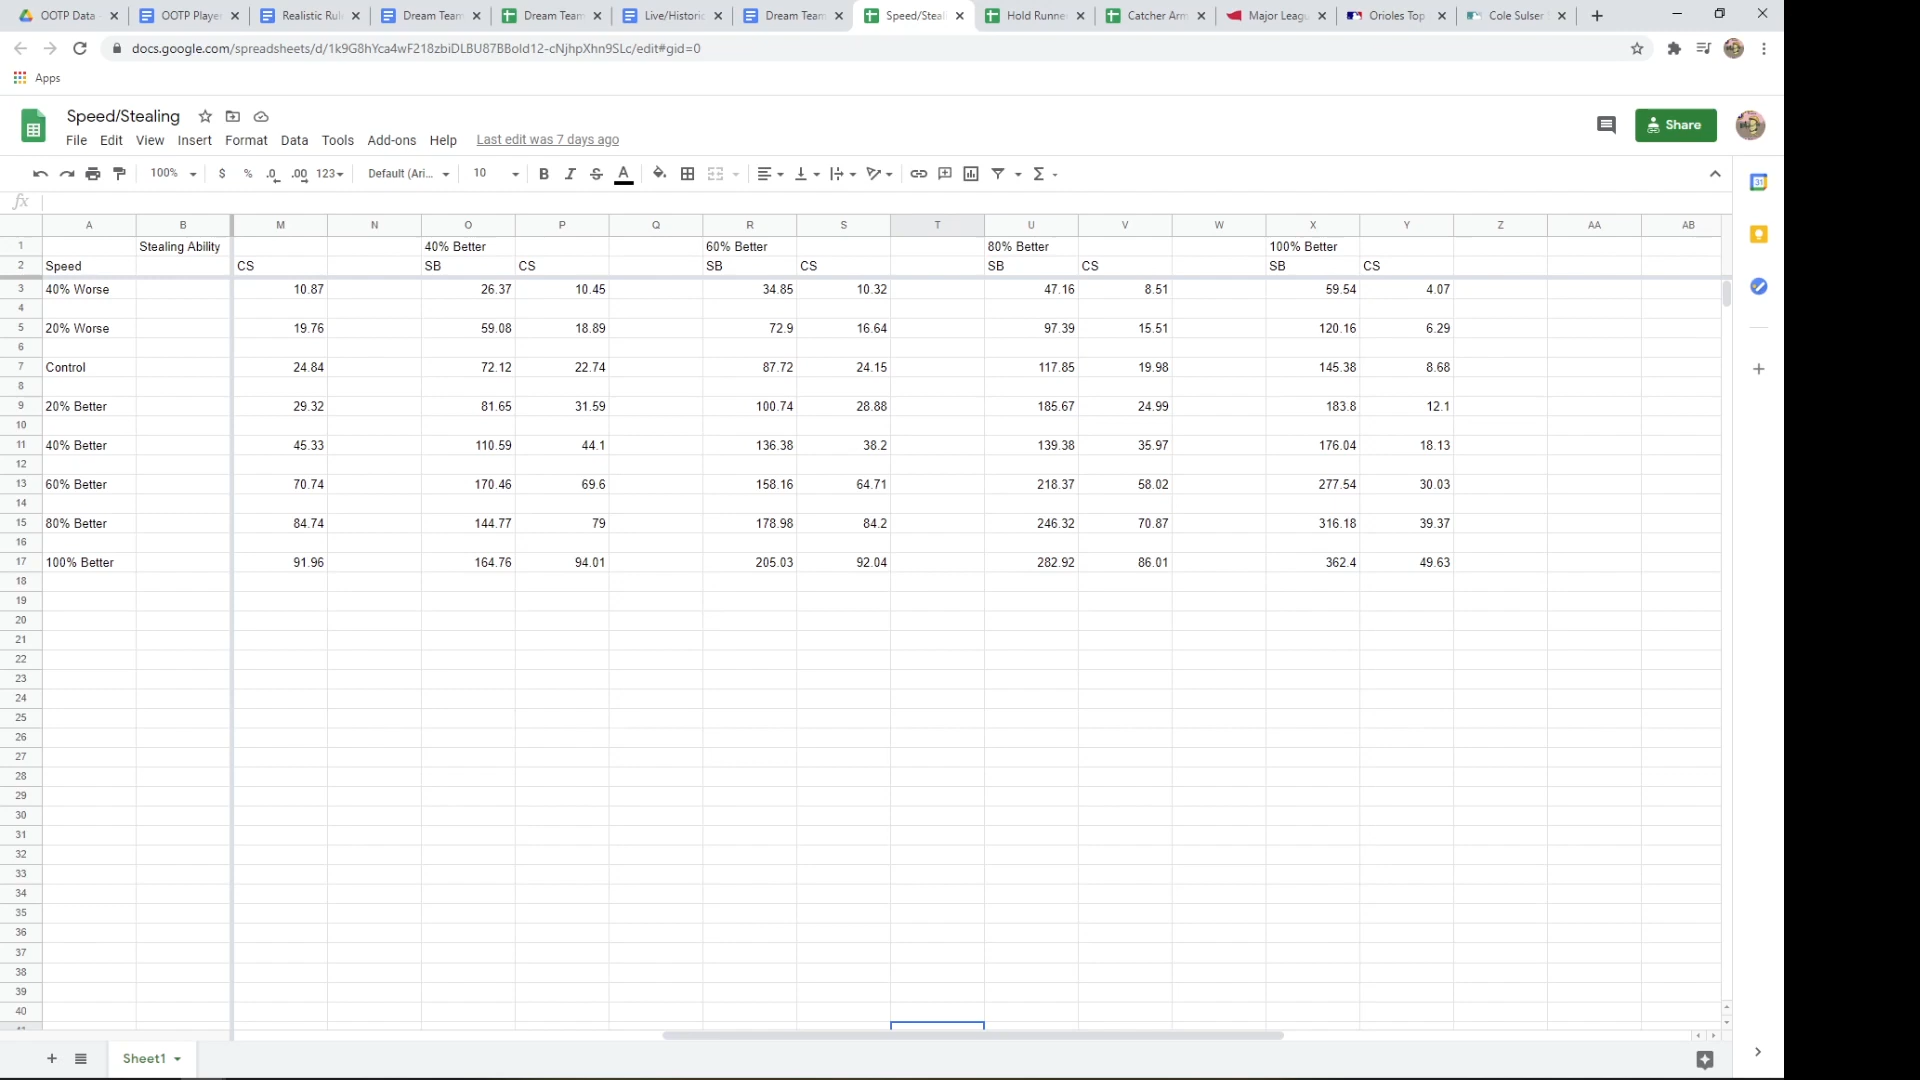 OOTP Data - OOTP Player Realistic Rul Dream Team Dream Team Live/Historic Dream Team Speed/Steali Hold Runner Catcher Arm Major Leagu Orioles Top Cole Sulser
docs.google.com/spreadsheets/d/1k9G8hYca4wF218zbiDLBU87BBold12-cNjhpXhn9SLc/edit#gid=0
Apps
Speed/Stealing
File Edit View Insert Format Data Tools Add-ons Help Last edit was 7 days ago
Share
100% $ % .0 .00 123 Default (Ari... 10 B I S A
31
fx
A B M N O P Q R S T U V W X Y Z AA AB
1 Stealing Ability 40% Better 60% Better 80% Better 100% Better
2 Speed CS SB CS SB CS SB CS SB CS
3 40% Worse 10.87 26.37 10.45 34.85 10.32 47.16 8.51 59.54 4.07
4
5 20% Worse 19.76 59.08 18.89 72.9 16.64 97.39 15.51 120.16 6.29
6
7 Control 24.84 72.12 22.74 87.72 24.15 117.85 19.98 145.38 8.68
8
9 20% Better 29.32 81.65 31.59 100.74 28.88 185.67 24.99 183.8 12.1
10
11 40% Better 45.33 110.59 44.1 136.38 38.2 139.38 35.97 176.04 18.13
12
13 60% Better 70.74 170.46 69.6 158.16 64.71 218.37 58.02 277.54 30.03
14
15 80% Better 84.74 144.77 79 178.98 84.2 246.32 70.87 316.18 39.37
16
17 100% Better 91.96 164.76 94.01 205.03 92.04 282.92 86.01 362.4 49.63
18
19
20
21
22
23
24
25
26
27
28
29
30
31
32
33
34
35
36
37
38
39
40
Sheet1